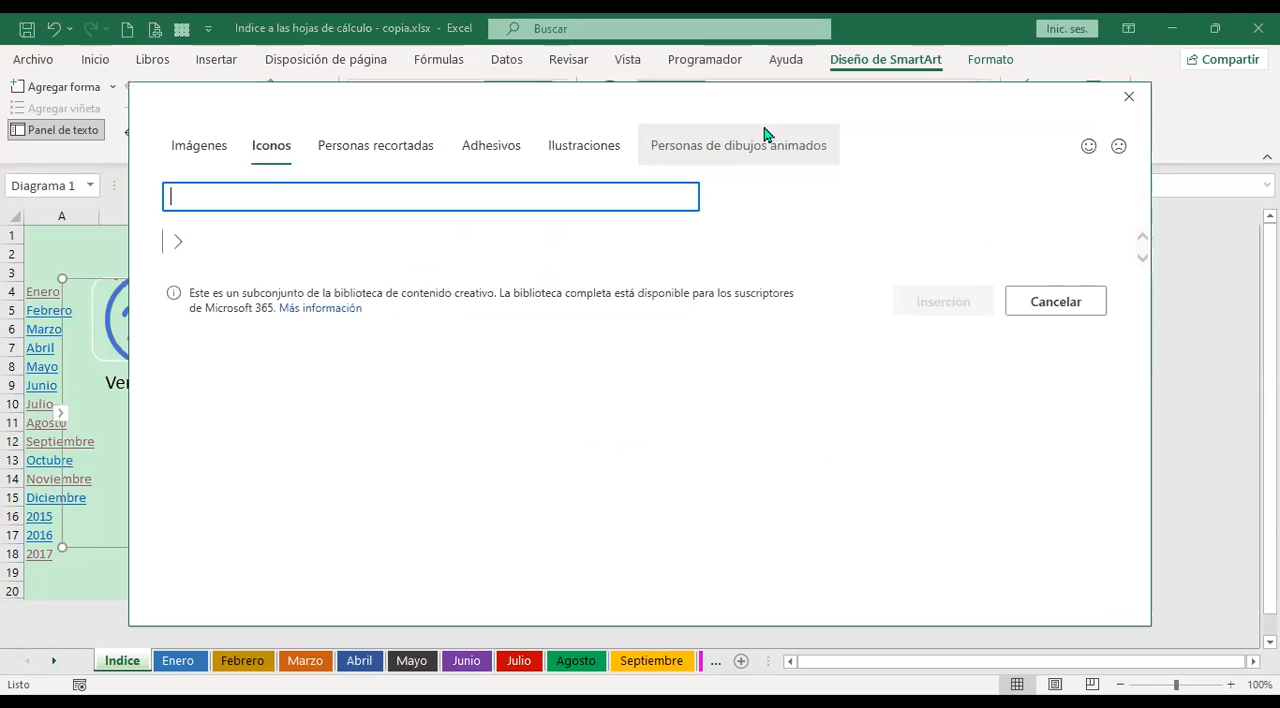 Indice a las hojas de cálculo - copia.xlsx - Excel
Buscar
Inic. ses.
Archivo Inicio Libros Insertar Disposición de página Fórmulas Datos Revisar Vista Programador Ayuda Diseño de SmartArt Formato Compartir
Agregar forma
Agregar viñeta
Panel de texto
Imágenes Iconos Personas recortadas Adhesivos Ilustraciones Personas de dibujos animados
Diagrama 1
A
1
2
3
4 Enero
5 Febrero
6 Marzo
7 Abril
8 Mayo
9 Junio
10 Julio
11 Agosto
12 Septiembre
13 Octubre
14 Noviembre
15 Diciembre
16 2015
17 2016
18 2017
19
20
Ver
Este es un subconjunto de la biblioteca de contenido creativo. La biblioteca completa está disponible para los suscriptores
de Microsoft 365. Más información
Inserción Cancelar
Indice Enero Febrero Marzo Abril Mayo Junio Julio Agosto Septiembre ...
Listo
100%